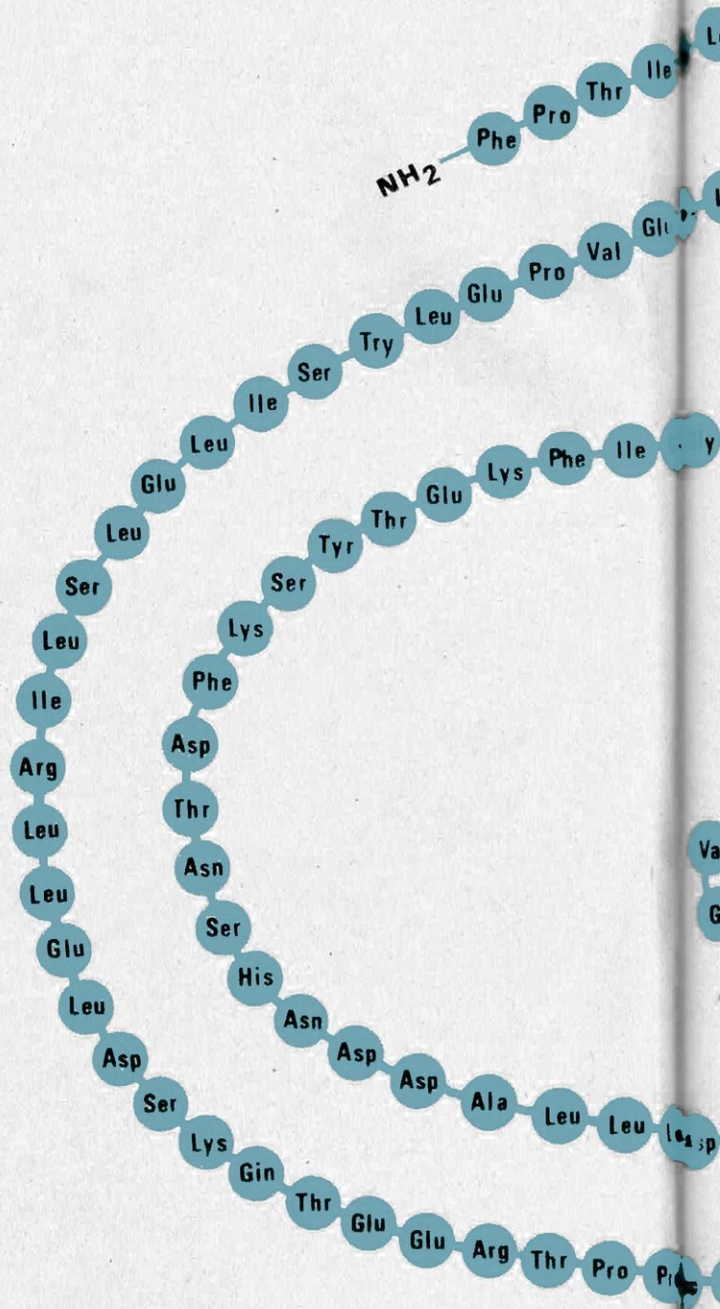 NH2 Phe Pro Thr Ile
Try Leu Glu Pro Val
Ser
Ile
Leu
Glu
Leu
Ser
Leu
Ile
Arg
Leu
Leu
Glu
Leu
Asp
Ser
Lys
Gin
Thr
Glu
Glu
Arg
Thr
Pro
Ile
Phe
Lys
Glu
Thr
Tyr
Ser
Lys
Phe
Asp
Thr
Asn
Ser
His
Asn
Asp
Asp
Ala
Leu
Leu